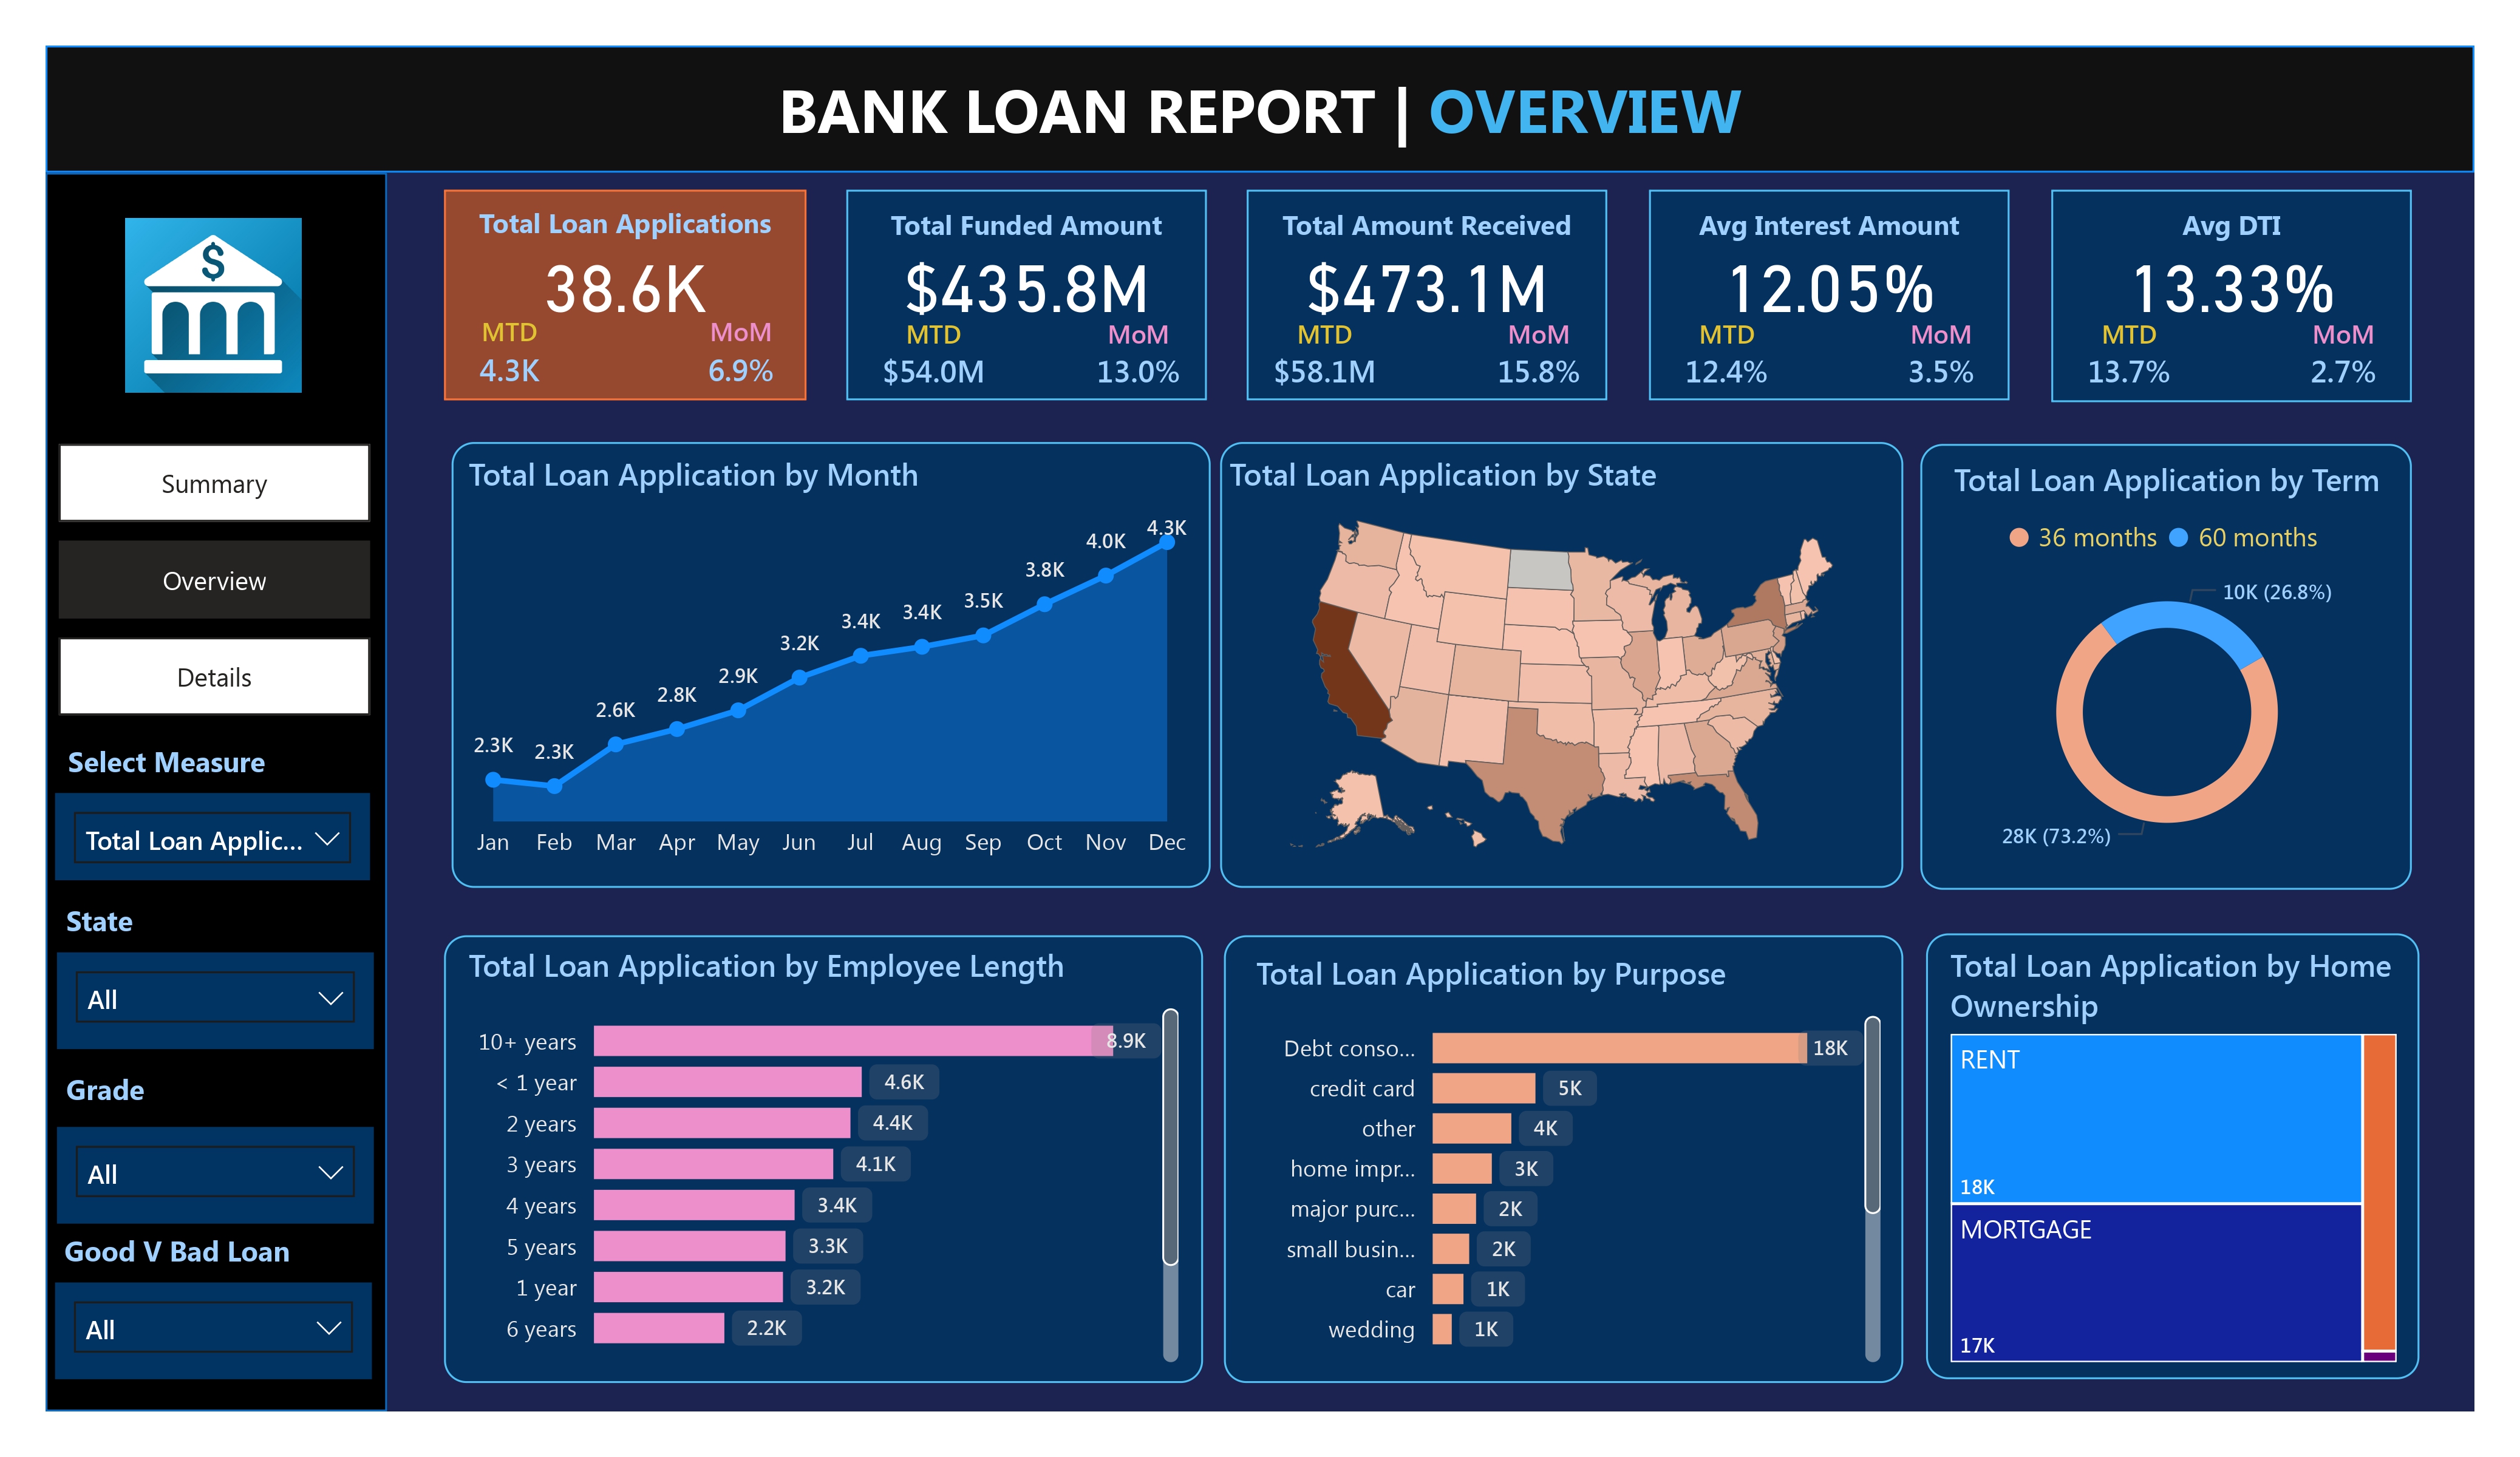 BANK LOAN REPORT | OVERVIEW
$
Summary
Overview
Details
Select Measure
Total Loan Applic...
State
All
Grade
All
Good V Bad Loan
All
Total Loan Applications
38.6K
MTD MoM
4.3K 6.9%
Total Funded Amount
$435.8M
MTD MoM
$54.0M 13.0%
Total Amount Received
$473.1M
MTD MoM
$58.1M 15.8%
Avg Interest Amount
12.05%
MTD MoM
12.4% 3.5%
Avg DTI
13.33%
MTD MoM
13.7% 2.7%
Total Loan Application by Month
2.3K 2.3K 2.6K 2.8K 2.9K 3.2K 3.4K 3.4K 3.5K 3.8K 4.0K 4.3K
Jan Feb Mar Apr May Jun Jul Aug Sep Oct Nov Dec
Total Loan Application by State
Total Loan Application by Term
36 months 60 months
10K (26.8%)
28K (73.2%)
Total Loan Application by Employee Length
10+ years 8.9K
< 1 year 4.6K
2 years 4.4K
3 years 4.1K
4 years 3.4K
5 years 3.3K
1 year 3.2K
6 years 2.2K
Total Loan Application by Purpose
Debt conso... 18K
credit card 5K
other 4K
home impr... 3K
major purc... 2K
small busin... 2K
car 1K
wedding 1K
Total Loan Application by Home
Ownership
RENT
18K
MORTGAGE
17K